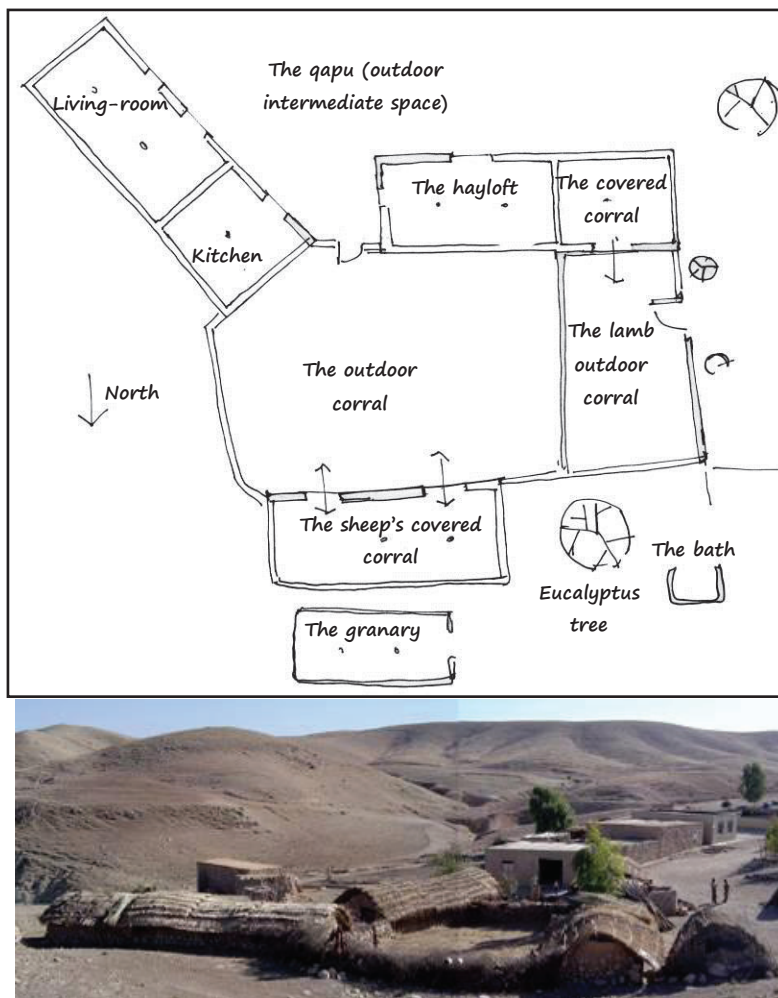 The qapu (outdoor
intermediate space)
Living-room
The hayloft
The covered
corral
Kitchen
The lamb
outdoor
corral
The outdoor
corral
North
The sheep's covered
corral
The bath
Eucalyptus
tree
The granary